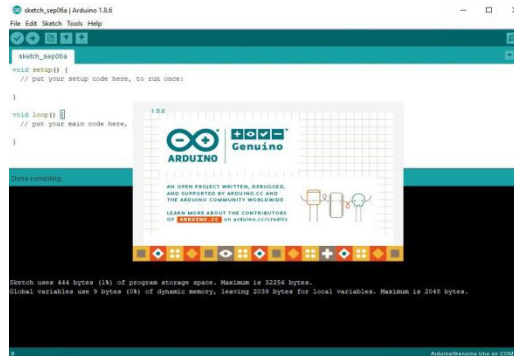 sketch_sep06a | Arduino 1.8.6
File Edit Sketch Tools Help
sketch_sep06a
void setup() {
// put your setup code here, to run once:
}
void loop() {
// put your main code here,
}
1.8.6
ARDUINO
Genuino
AN OPEN PROJECT WRITTEN, DEBUGGED,
AND SUPPORTED BY ARDUINO.CC AND
THE ARDUINO COMMUNITY WORLDWIDE
LEARN MORE ABOUT THE CONTRIBUTORS
OF ARDUINO.CC on arduino.cc/credits
Done compiling.
Sketch uses 444 bytes (1%) of program storage space. Maximum is 32256 bytes.
Global variables use 9 bytes (0%) of dynamic memory, leaving 2039 bytes for local variables. Maximum is 2048 bytes.
Arduino/Genuino Uno on COM